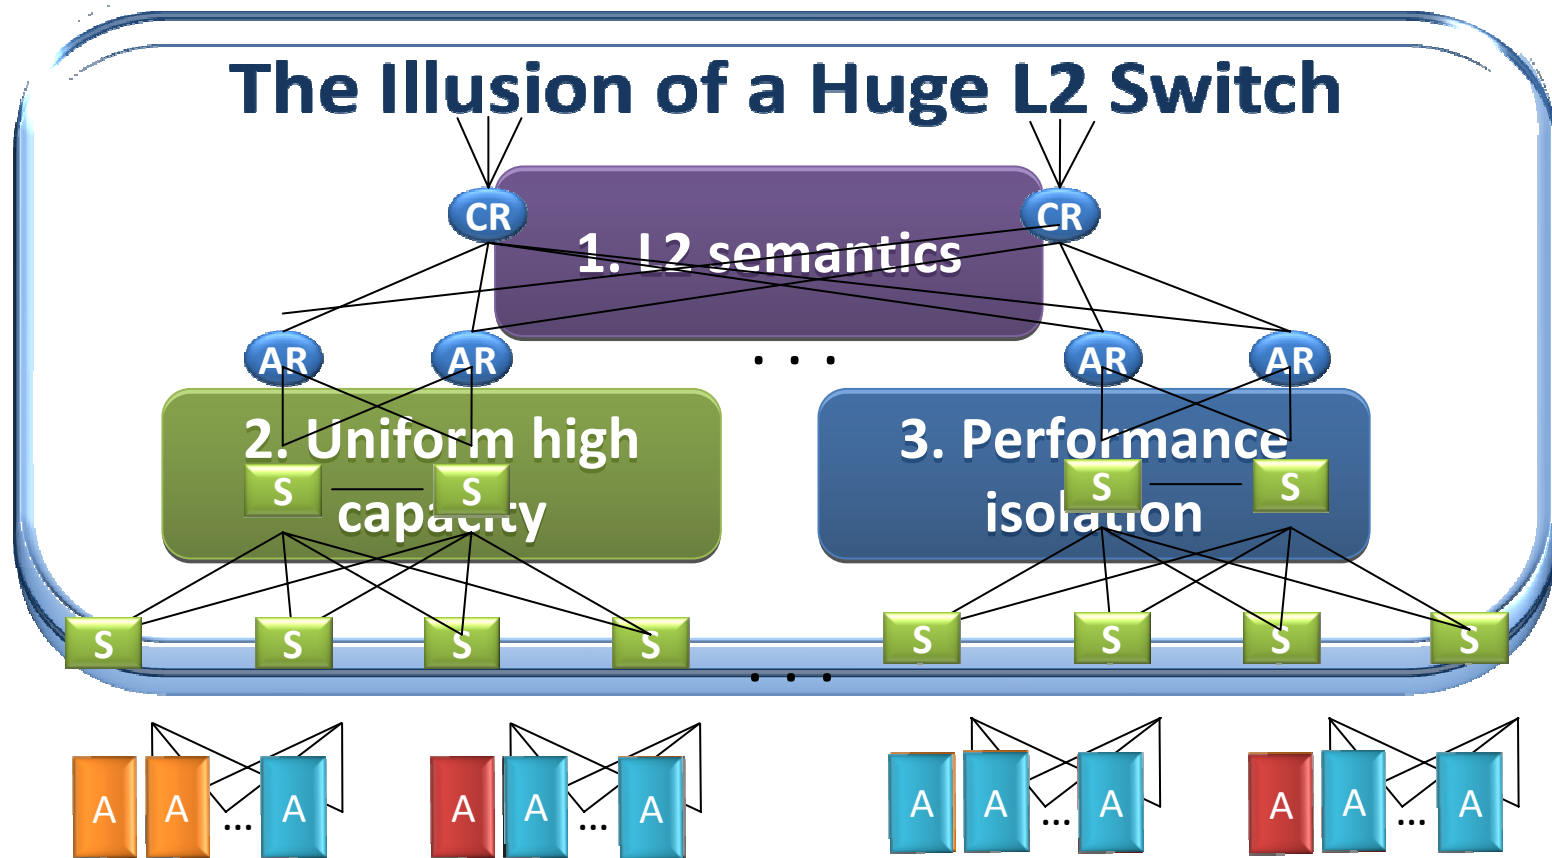 The Illusion of a Huge L2 Switch
CR CR
1. L2 semantics
AR AR . . . AR AR
2. Uniform high
capacity
3. Performance
isolation
S S S S
S S S S S S S S
. . .
A A ... A A A ... A A A ... A A A ... A